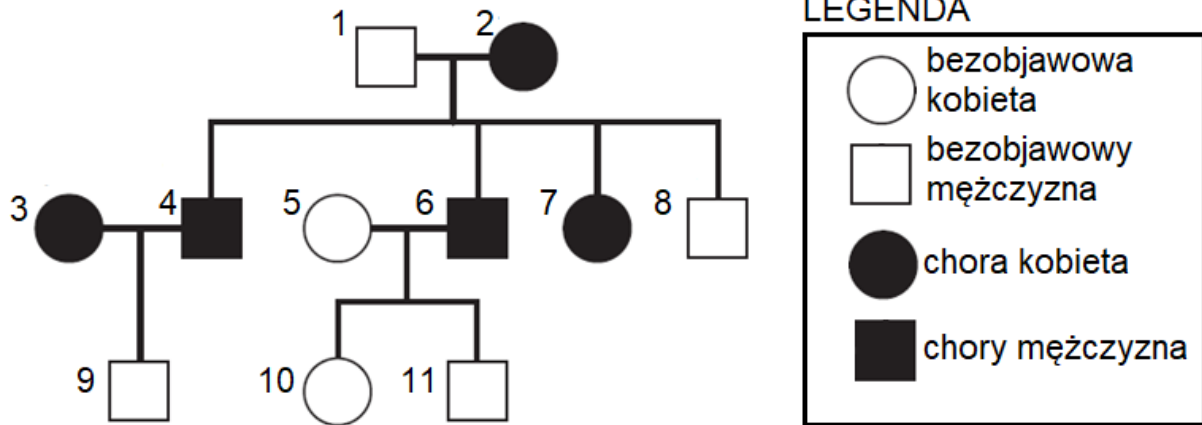 LEGENDA
1
2
bezobjawowa
kobieta
bezobjawowy
mężczyzna
3
4
5
6
7
8
chora kobieta
chory mężczyzna
9
10
11